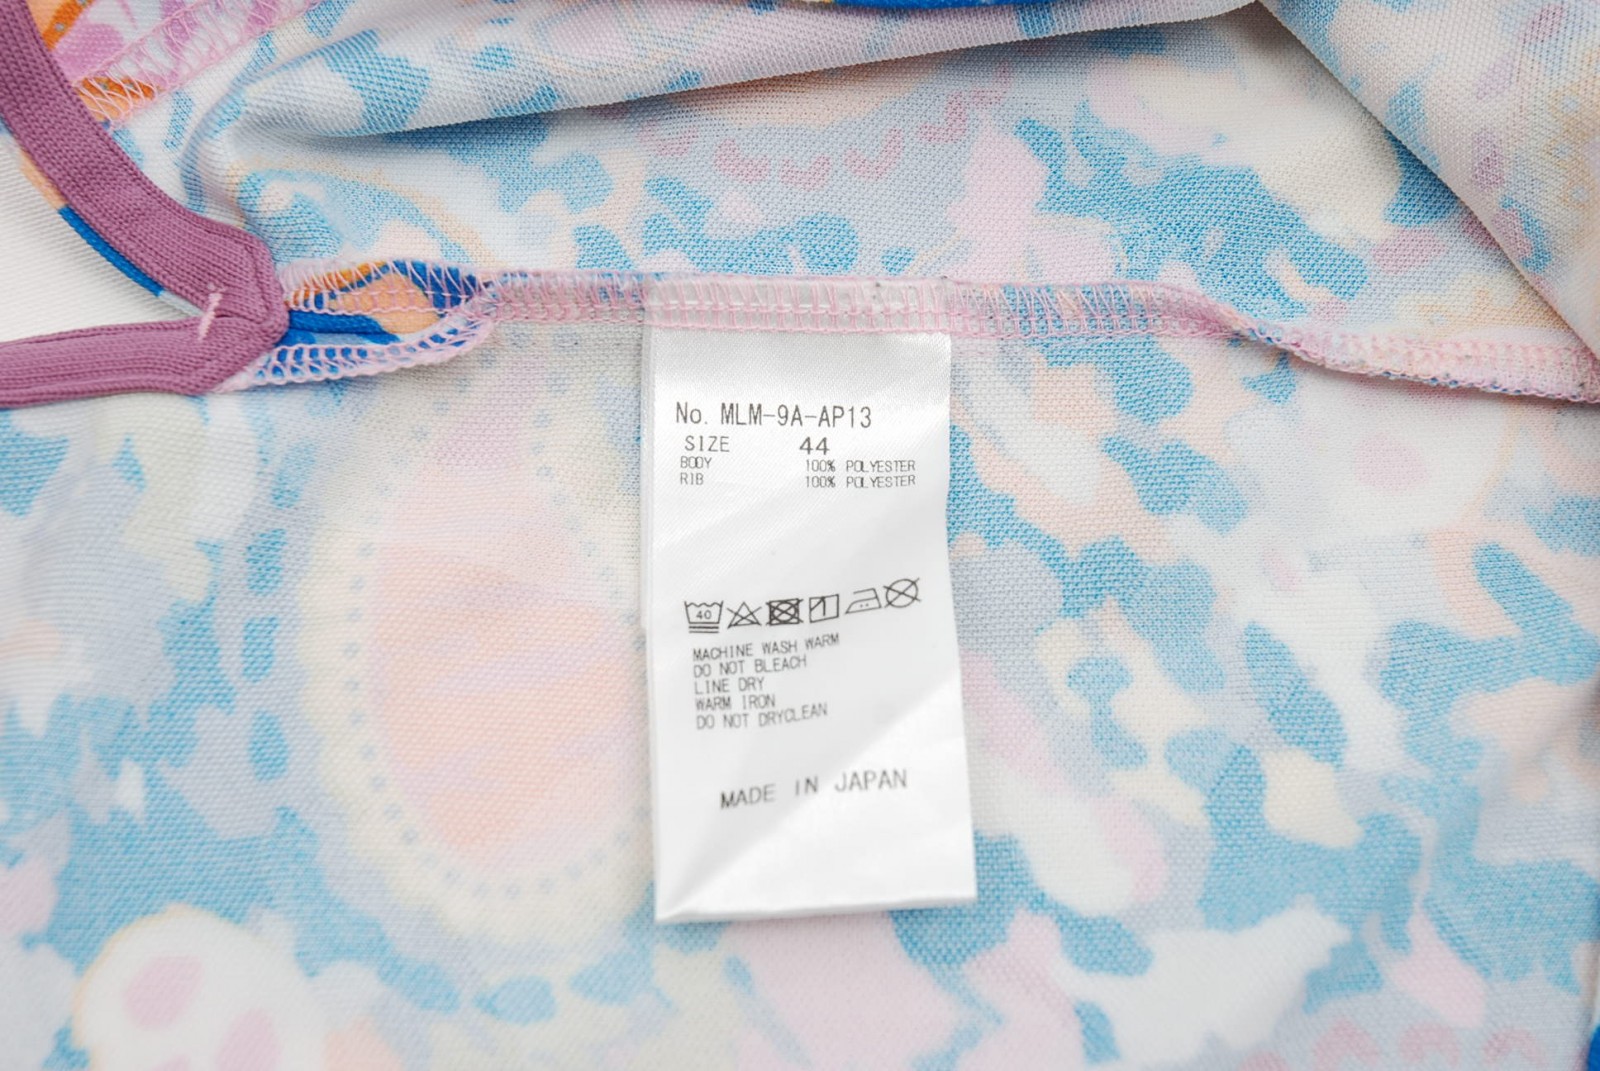 No. MLM-9A-AP13
SIZE 44
BODY 100% POLYESTER
RIB 100% POLYESTER
40 1
MACHINE WASH WARM
DO NOT BLEACH
LINE DRY
WARM IRON
DO NOT DRYCLEAN
MADE IN JAPAN